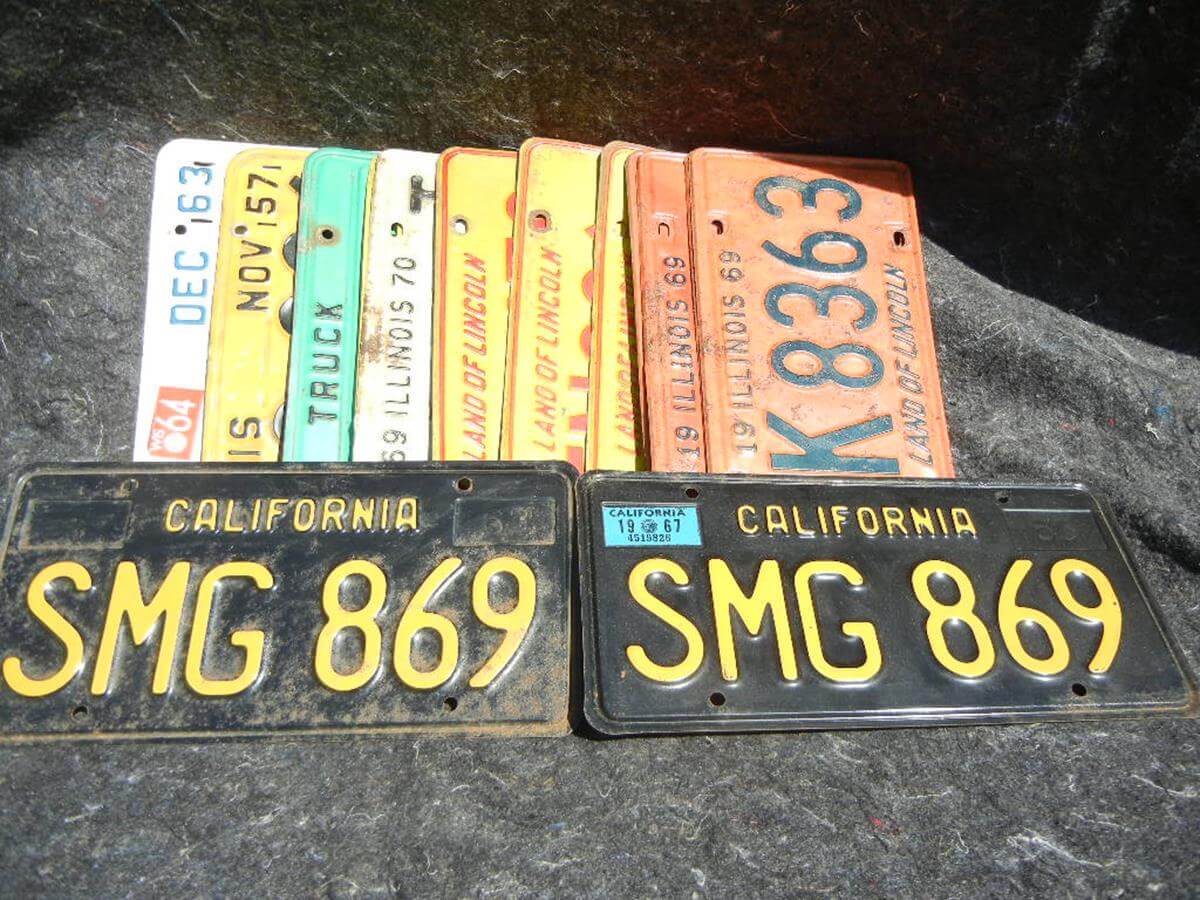 DEC 63
WIS 64
NOV 57
IS
TRUCK
69 ILLINOIS 70
LAND OF LINCOLN
LAND OF LINCOLN
19 ILLINOIS 69
19 ILLINOIS 69
K 8363
LAND OF LINCOLN
CALIFORNIA
SMG 869
CALIFORNIA
19 67
4519826
CALIFORNIA
SMG 869